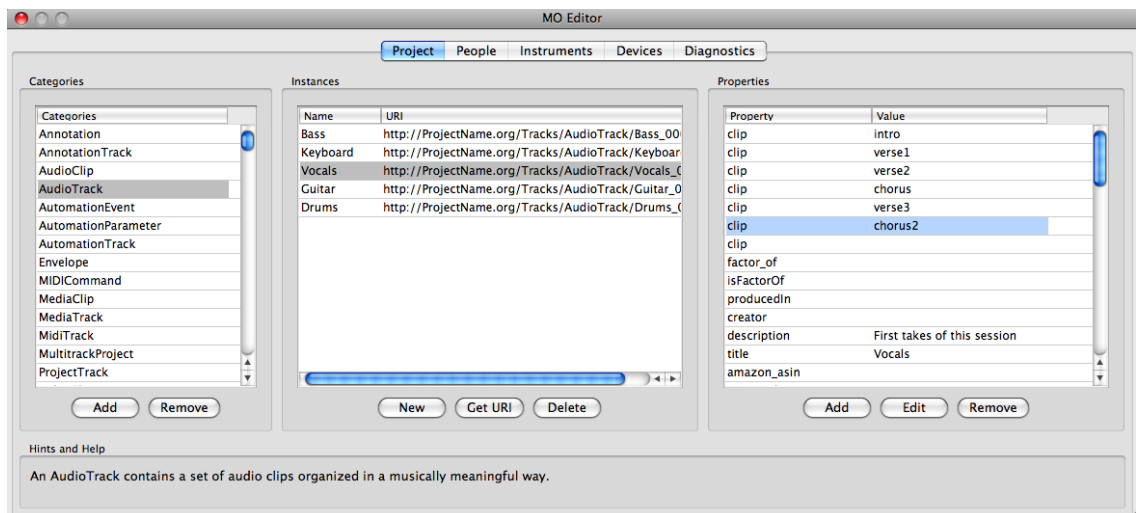 MO Editor
Project People Instruments Devices Diagnostics
Categories
Categories
Annotation
AnnotationTrack
AudioClip
AudioTrack
AutomationEvent
AutomationParameter
AutomationTrack
Envelope
MIDICommand
MediaClip
MediaTrack
MidiTrack
MultitrackProject
ProjectTrack
Add Remove
Instances
Name URI
Bass http://ProjectName.org/Tracks/AudioTrack/Bass_00
Keyboard http://ProjectName.org/Tracks/AudioTrack/Keyboar
Vocals http://ProjectName.org/Tracks/AudioTrack/Vocals_0
Guitar http://ProjectName.org/Tracks/AudioTrack/Guitar_0
Drums http://ProjectName.org/Tracks/AudioTrack/Drums_0
New Get URI Delete
Properties
Property Value
clip intro
clip verse1
clip verse2
clip chorus
clip verse3
clip chorus2
clip
factor_of
isFactorOf
producedIn
creator
description First takes of this session
title Vocals
amazon_asin
Add Edit Remove
Hints and Help
An AudioTrack contains a set of audio clips organized in a musically meaningful way.